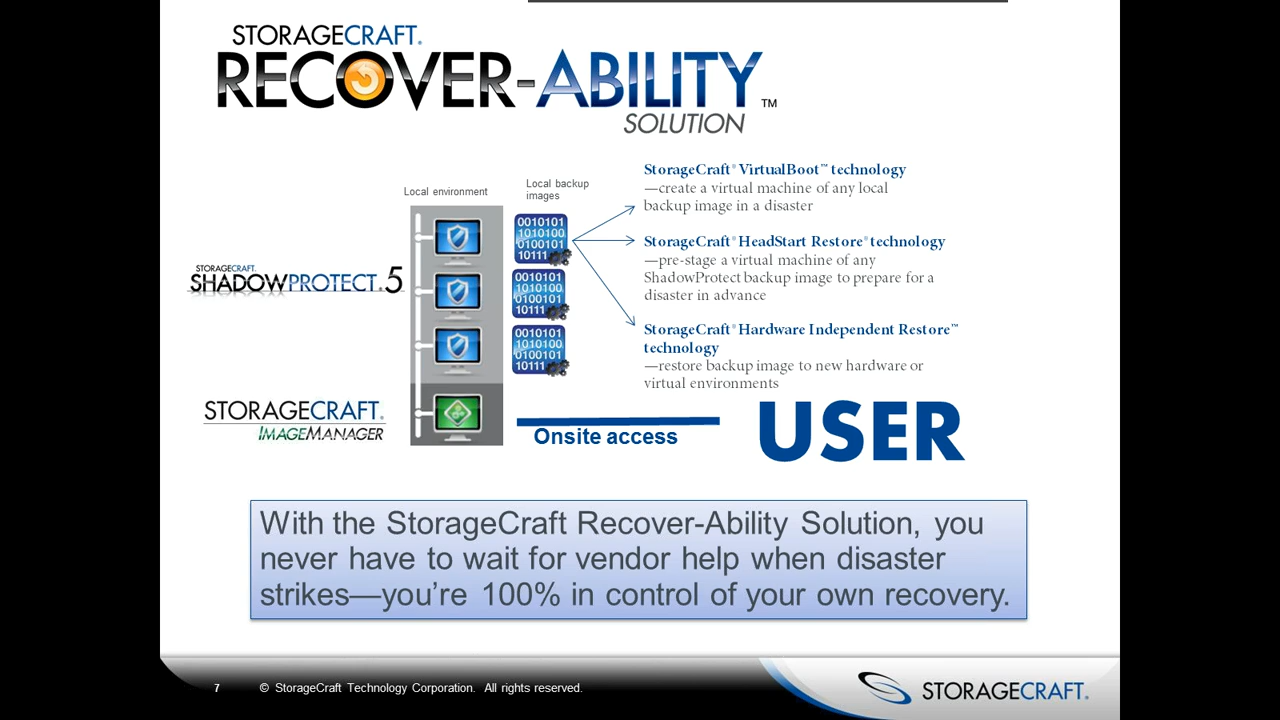 STORAGECRAFT®
RECOVER-ABILITY™
SOLUTION
Local environment
Local backup
images
StorageCraft® VirtualBoot™ technology
—create a virtual machine of any local
backup image in a disaster
StorageCraft® HeadStart Restore® technology
—pre-stage a virtual machine of any
ShadowProtect backup image to prepare for a
disaster in advance
StorageCraft® Hardware Independent Restore™
technology
—restore backup image to new hardware or
virtual environments
0010101
1010100
0100101
10111
0010101
1010100
0100101
10111
0010101
1010100
0100101
10111
STORAGECRAFT®
SHADOWPROTECT®5
STORAGECRAFT®
IMAGEMANAGER
Onsite access
USER
With the StorageCraft Recover-Ability Solution, you
never have to wait for vendor help when disaster
strikes—you’re 100% in control of your own recovery.
7
© StorageCraft Technology Corporation. All rights reserved.
STORAGECRAFT®